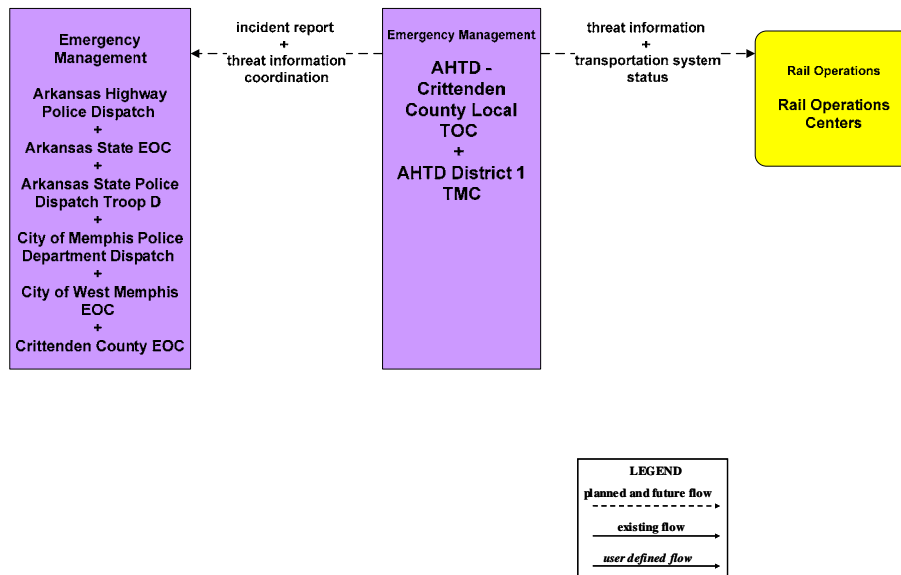 Emergency
Management
Arkansas Highway
Police Dispatch
+
Arkansas State EOC
+
Arkansas State Police
Dispatch Troop D
+
City of Memphis Police
Department Dispatch
+
City of West Memphis
EOC
+
Crittenden County EOC
incident report
+
threat information
coordination
Emergency Management
AHTD -
Crittenden
County Local
TOC
+
AHTD District 1
TMC
threat information
+
transportation system
status
Rail Operations
Rail Operations
Centers
LEGEND
planned and future flow
existing flow
user defined flow